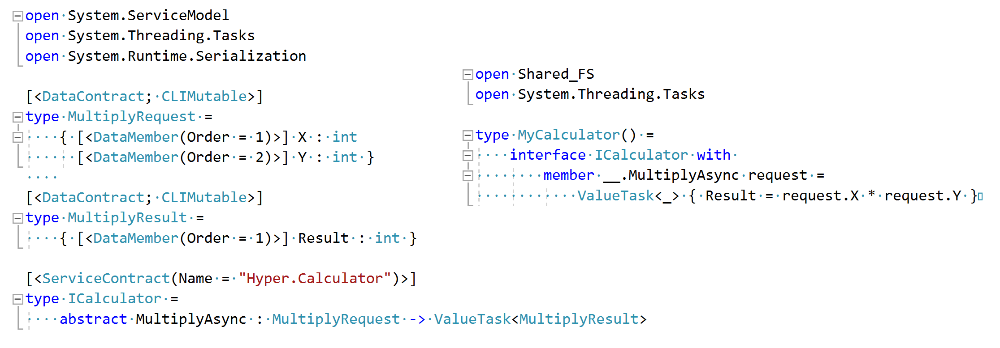 open System.ServiceModel
open System.Threading.Tasks
open System.Runtime.Serialization

[<DataContract; CLIMutable>]
type MultiplyRequest =
    { [<DataMember(Order = 1)>] X : int
      [<DataMember(Order = 2)>] Y : int }

[<DataContract; CLIMutable>]
type MultiplyResult =
    { [<DataMember(Order = 1)>] Result : int }

[<ServiceContract(Name = "Hyper.Calculator")>]
type ICalculator =
    abstract MultiplyAsync : MultiplyRequest -> ValueTask<MultiplyResult>

open Shared_FS
open System.Threading.Tasks

type MyCalculator() =
    interface ICalculator with
        member __.MultiplyAsync request =
            ValueTask<_> { Result = request.X * request.Y }